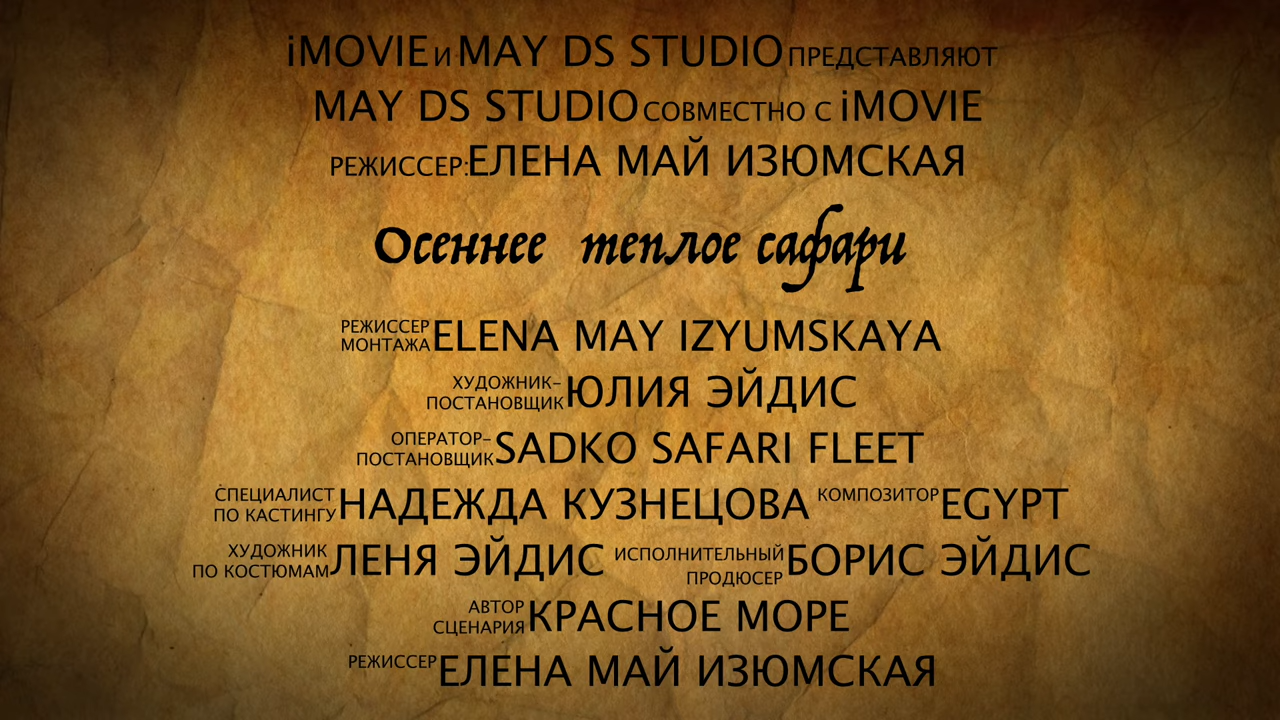 iMOVIE И MAY DS STUDIO ПРЕДСТАВЛЯЮТ
MAY DS STUDIO СОВМЕСТНО С iMOVIE
РЕЖИССЕР: ЕЛЕНА МАЙ ИЗЮМСКАЯ
Осеннее теплое сафари
РЕЖИССЕР МОНТАЖА ELENA MAY IZYUMSKAYA
ХУДОЖНИК-ПОСТАНОВЩИК ЮЛИЯ ЭЙДИС
ОПЕРАТОР-ПОСТАНОВЩИК SADKO SAFARI FLEET
СПЕЦИАЛИСТ ПО КАСТИНГУ НАДЕЖДА КУЗНЕЦОВА КОМПОЗИТОР EGYPT
ХУДОЖНИК ПО КОСТЮМАМ ЛЕНЯ ЭЙДИС ИСПОЛНИТЕЛЬНЫЙ ПРОДЮСЕР БОРИС ЭЙДИС
АВТОР СЦЕНАРИЯ КРАСНОЕ МОРЕ
РЕЖИССЕР ЕЛЕНА МАЙ ИЗЮМСКАЯ